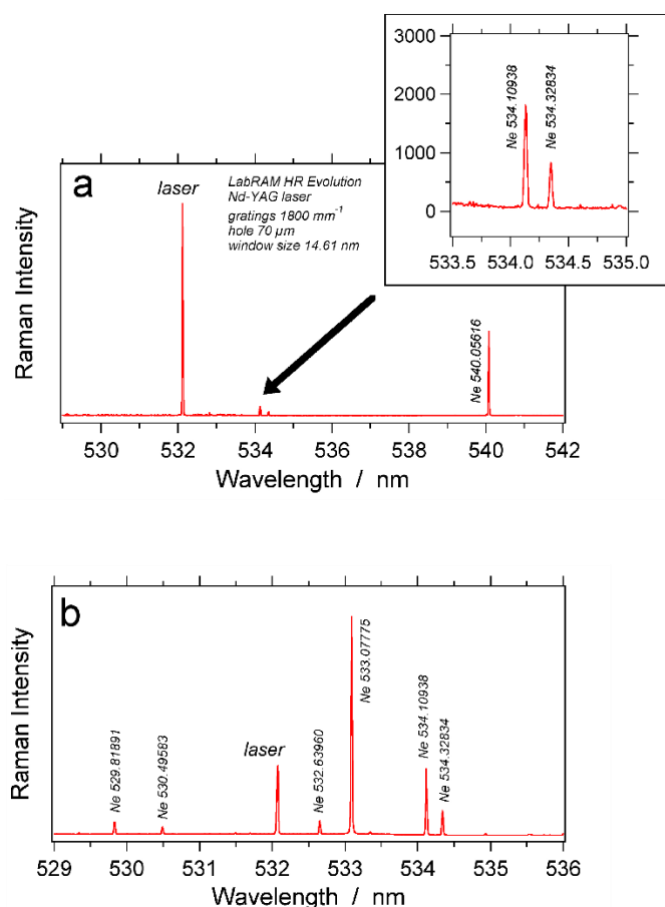 3000
2000
1000
0
Ne 534.10938
Ne 534.32834
533.5 534.0 534.5 535.0
a
laser
LabRAM HR Evolution
Nd-YAG laser
gratings 1800 mm⁻¹
hole 70 µm
window size 14.61 nm
Ne 540.05616
Raman Intensity
530 532 534 536 538 540 542
Wavelength / nm
b
Ne 529.81891
Ne 530.49583
laser
Ne 532.63960
Ne 533.07775
Ne 534.10938
Ne 534.32834
Raman Intensity
529 530 531 532 533 534 535 536
Wavelength / nm